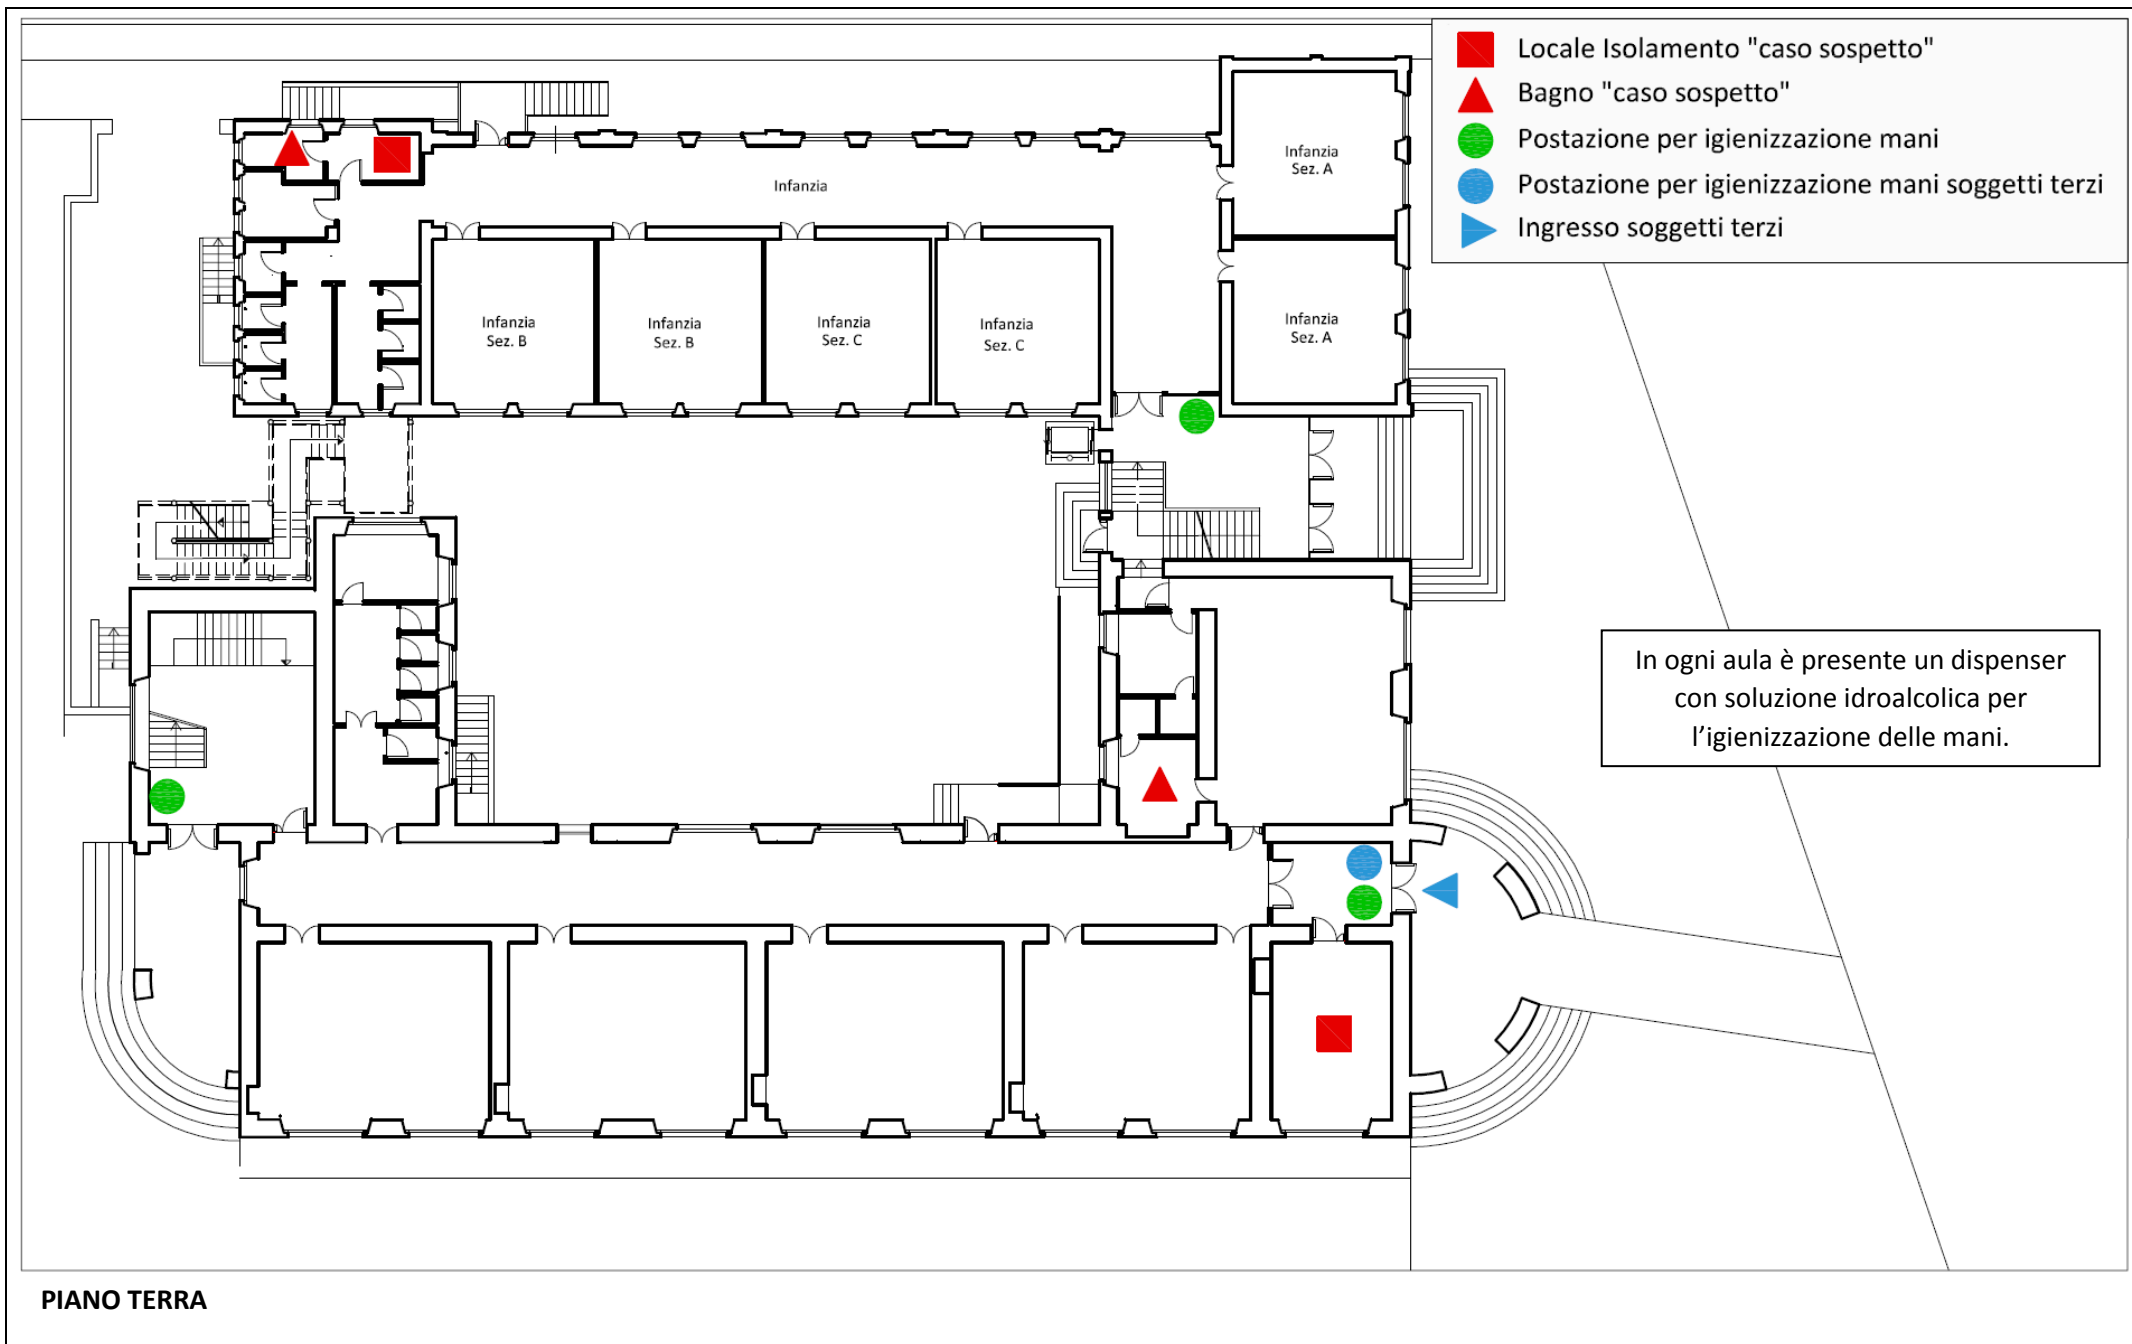 Locale Isolamento "caso sospetto"
Bagno "caso sospetto"
Postazione per igienizzazione mani
Postazione per igienizzazione mani soggetti terzi
Ingresso soggetti terzi
Infanzia
Sez. A
Infanzia
Infanzia
Sez. B
Infanzia
Sez. B
Infanzia
Sez. C
Infanzia
Sez. C
Infanzia
Sez. A
In ogni aula è presente un dispenser
con soluzione idroalcolica per
l’igienizzazione delle mani.
PIANO TERRA